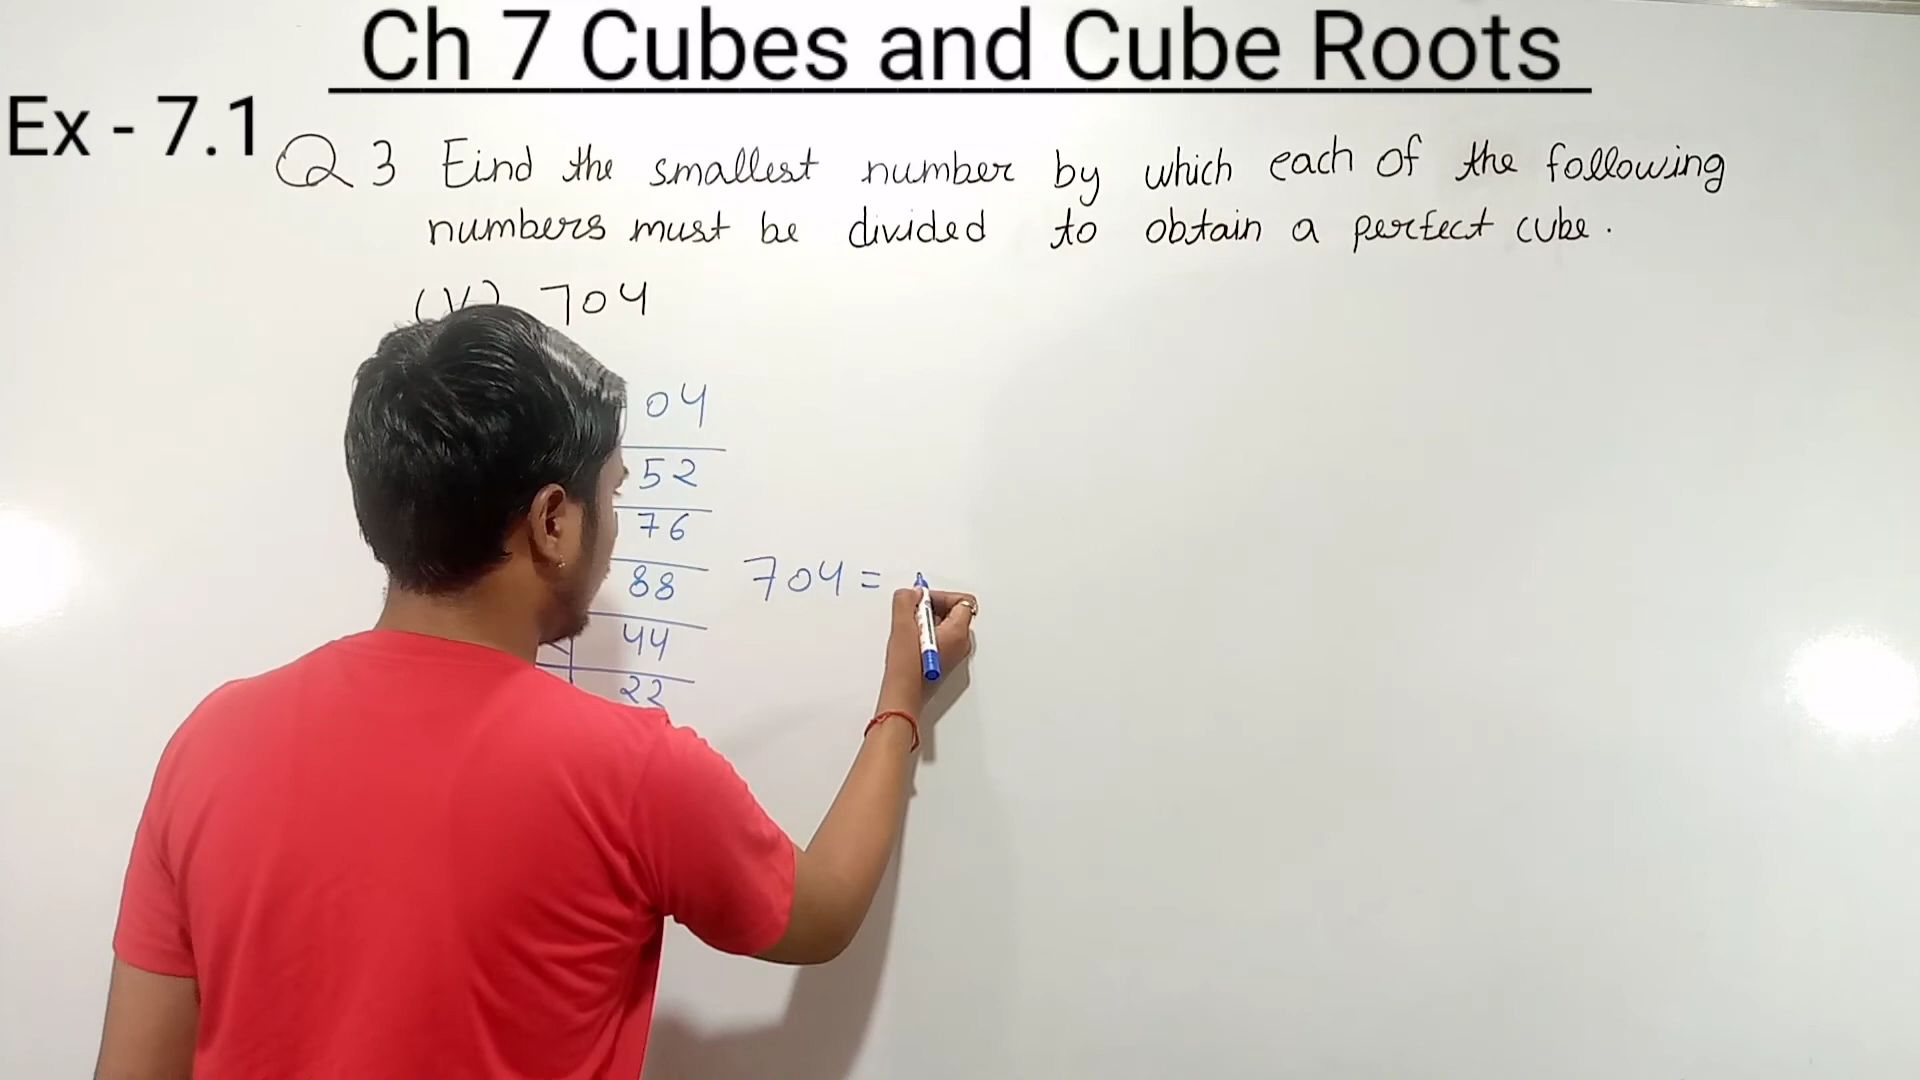 Ch 7 Cubes and Cube Roots
Ex - 7.1
Q 3 Eind the smallest number by which each of the following
numbers must be divided to obtain a perfect cube.
(V) 704
04
52
76
88
704 =
44
22